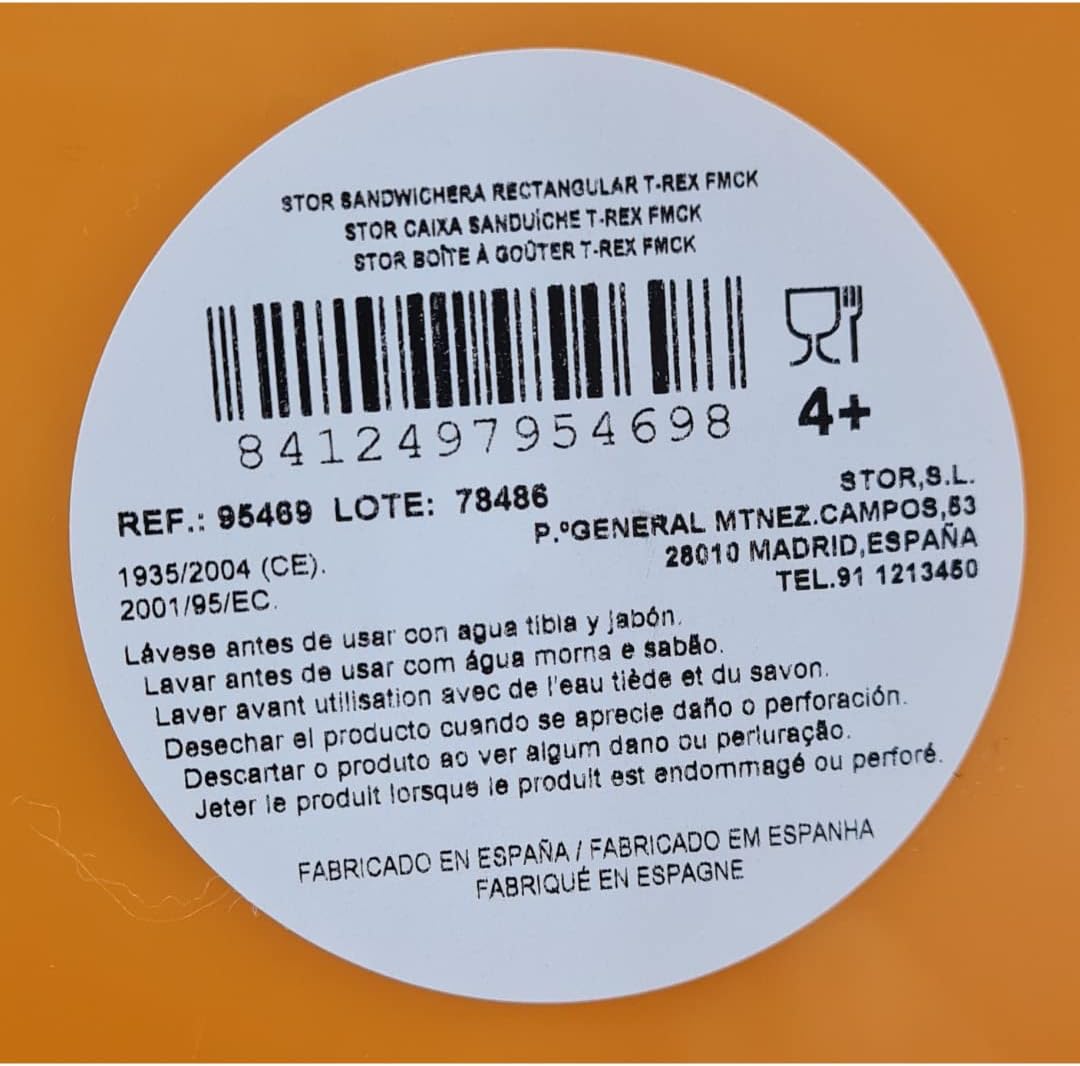 STOR SANDWICHERA RECTANGULAR T-REX FMCK
STOR CAIXA SANDUÍCHE T-REX FMCK
STOR BOÎTE À GOÛTER T-REX FMCK
8412497954698
4+
REF.: 95469 LOTE: 78486
STOR,S.L.
P.ºGENERAL MTNEZ.CAMPOS,53
28010 MADRID,ESPAÑA
TEL.91 1213450
1935/2004 (CE).
2001/95/EC.
Lávese antes de usar con agua tibia y jabón.
Lavar antes de usar com água morna e sabão.
Laver avant utilisation avec de l'eau tiède et du savon.
Desechar el producto cuando se aprecie daño o perforación.
Descartar o produto ao ver algum dano ou perfuração.
Jeter le produit lorsque le produit est endommagé ou perforé.
FABRICADO EN ESPAÑA / FABRICADO EM ESPANHA
FABRIQUÉ EN ESPAGNE